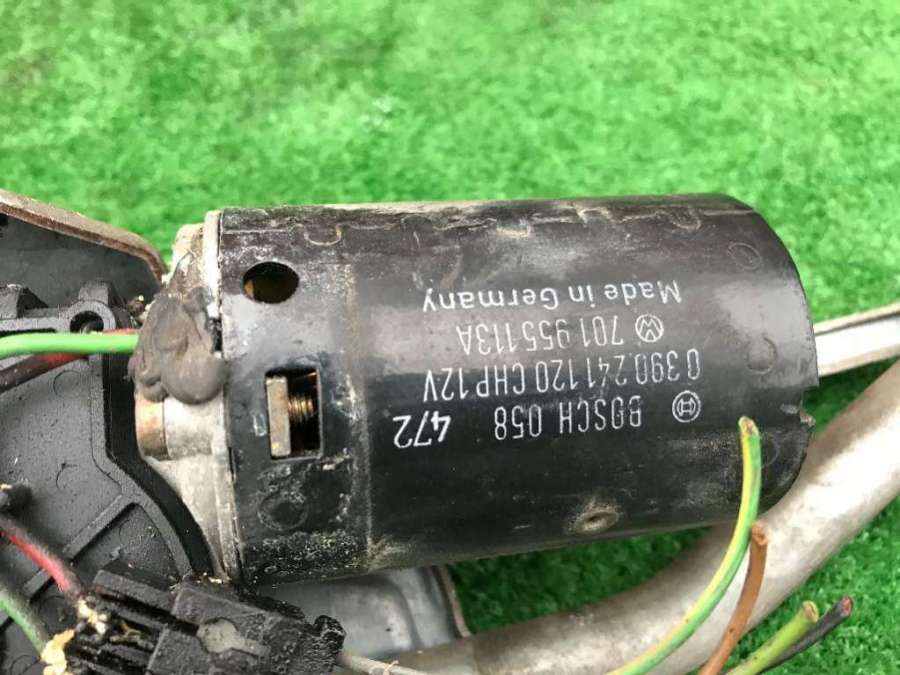 BOSCH 058
472
0 390 241 120 CHP 12V
701 955 113A
Made in Germany